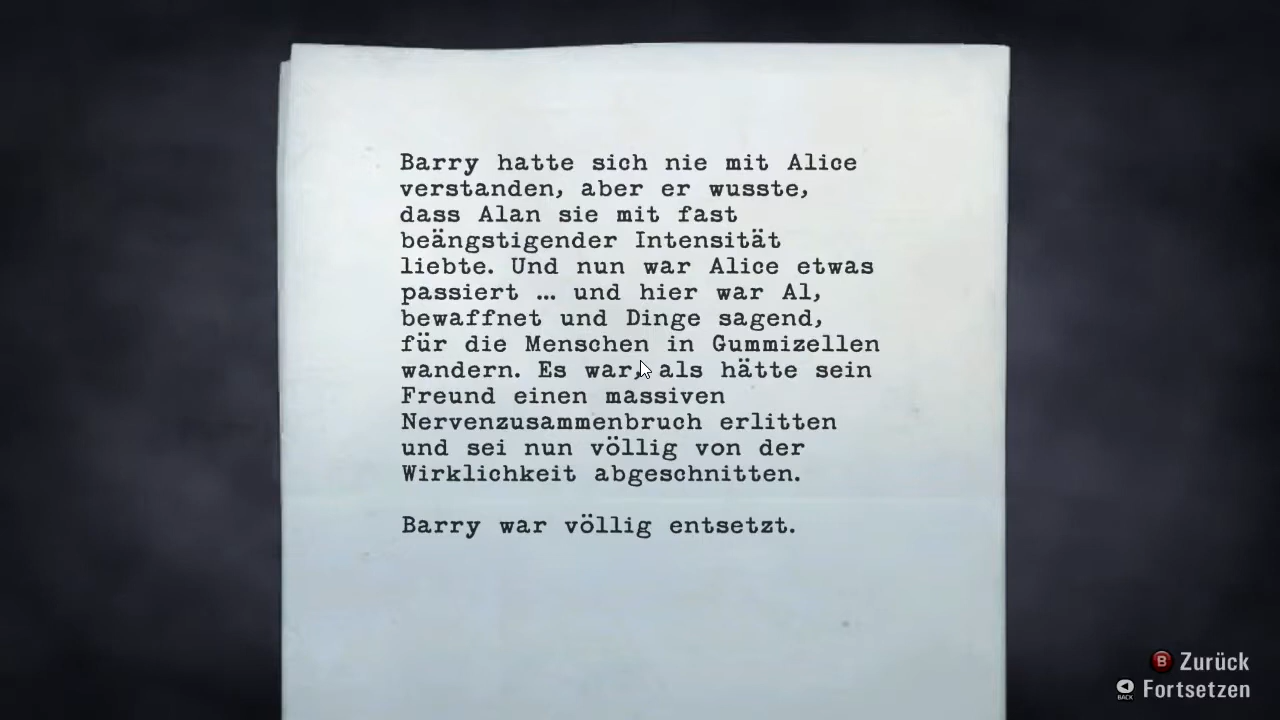 Barry hatte sich nie mit Alice
verstanden, aber er wusste,
dass Alan sie mit fast
beängstigender Intensität
liebte. Und nun war Alice etwas
passiert … und hier war Al,
bewaffnet und Dinge sagend,
für die Menschen in Gummizellen
wandern. Es war, als hätte sein
Freund einen massiven
Nervenzusammenbruch erlitten
und sei nun völlig von der
Wirklichkeit abgeschnitten.
Barry war völlig entsetzt.
B Zurück
BACK Fortsetzen